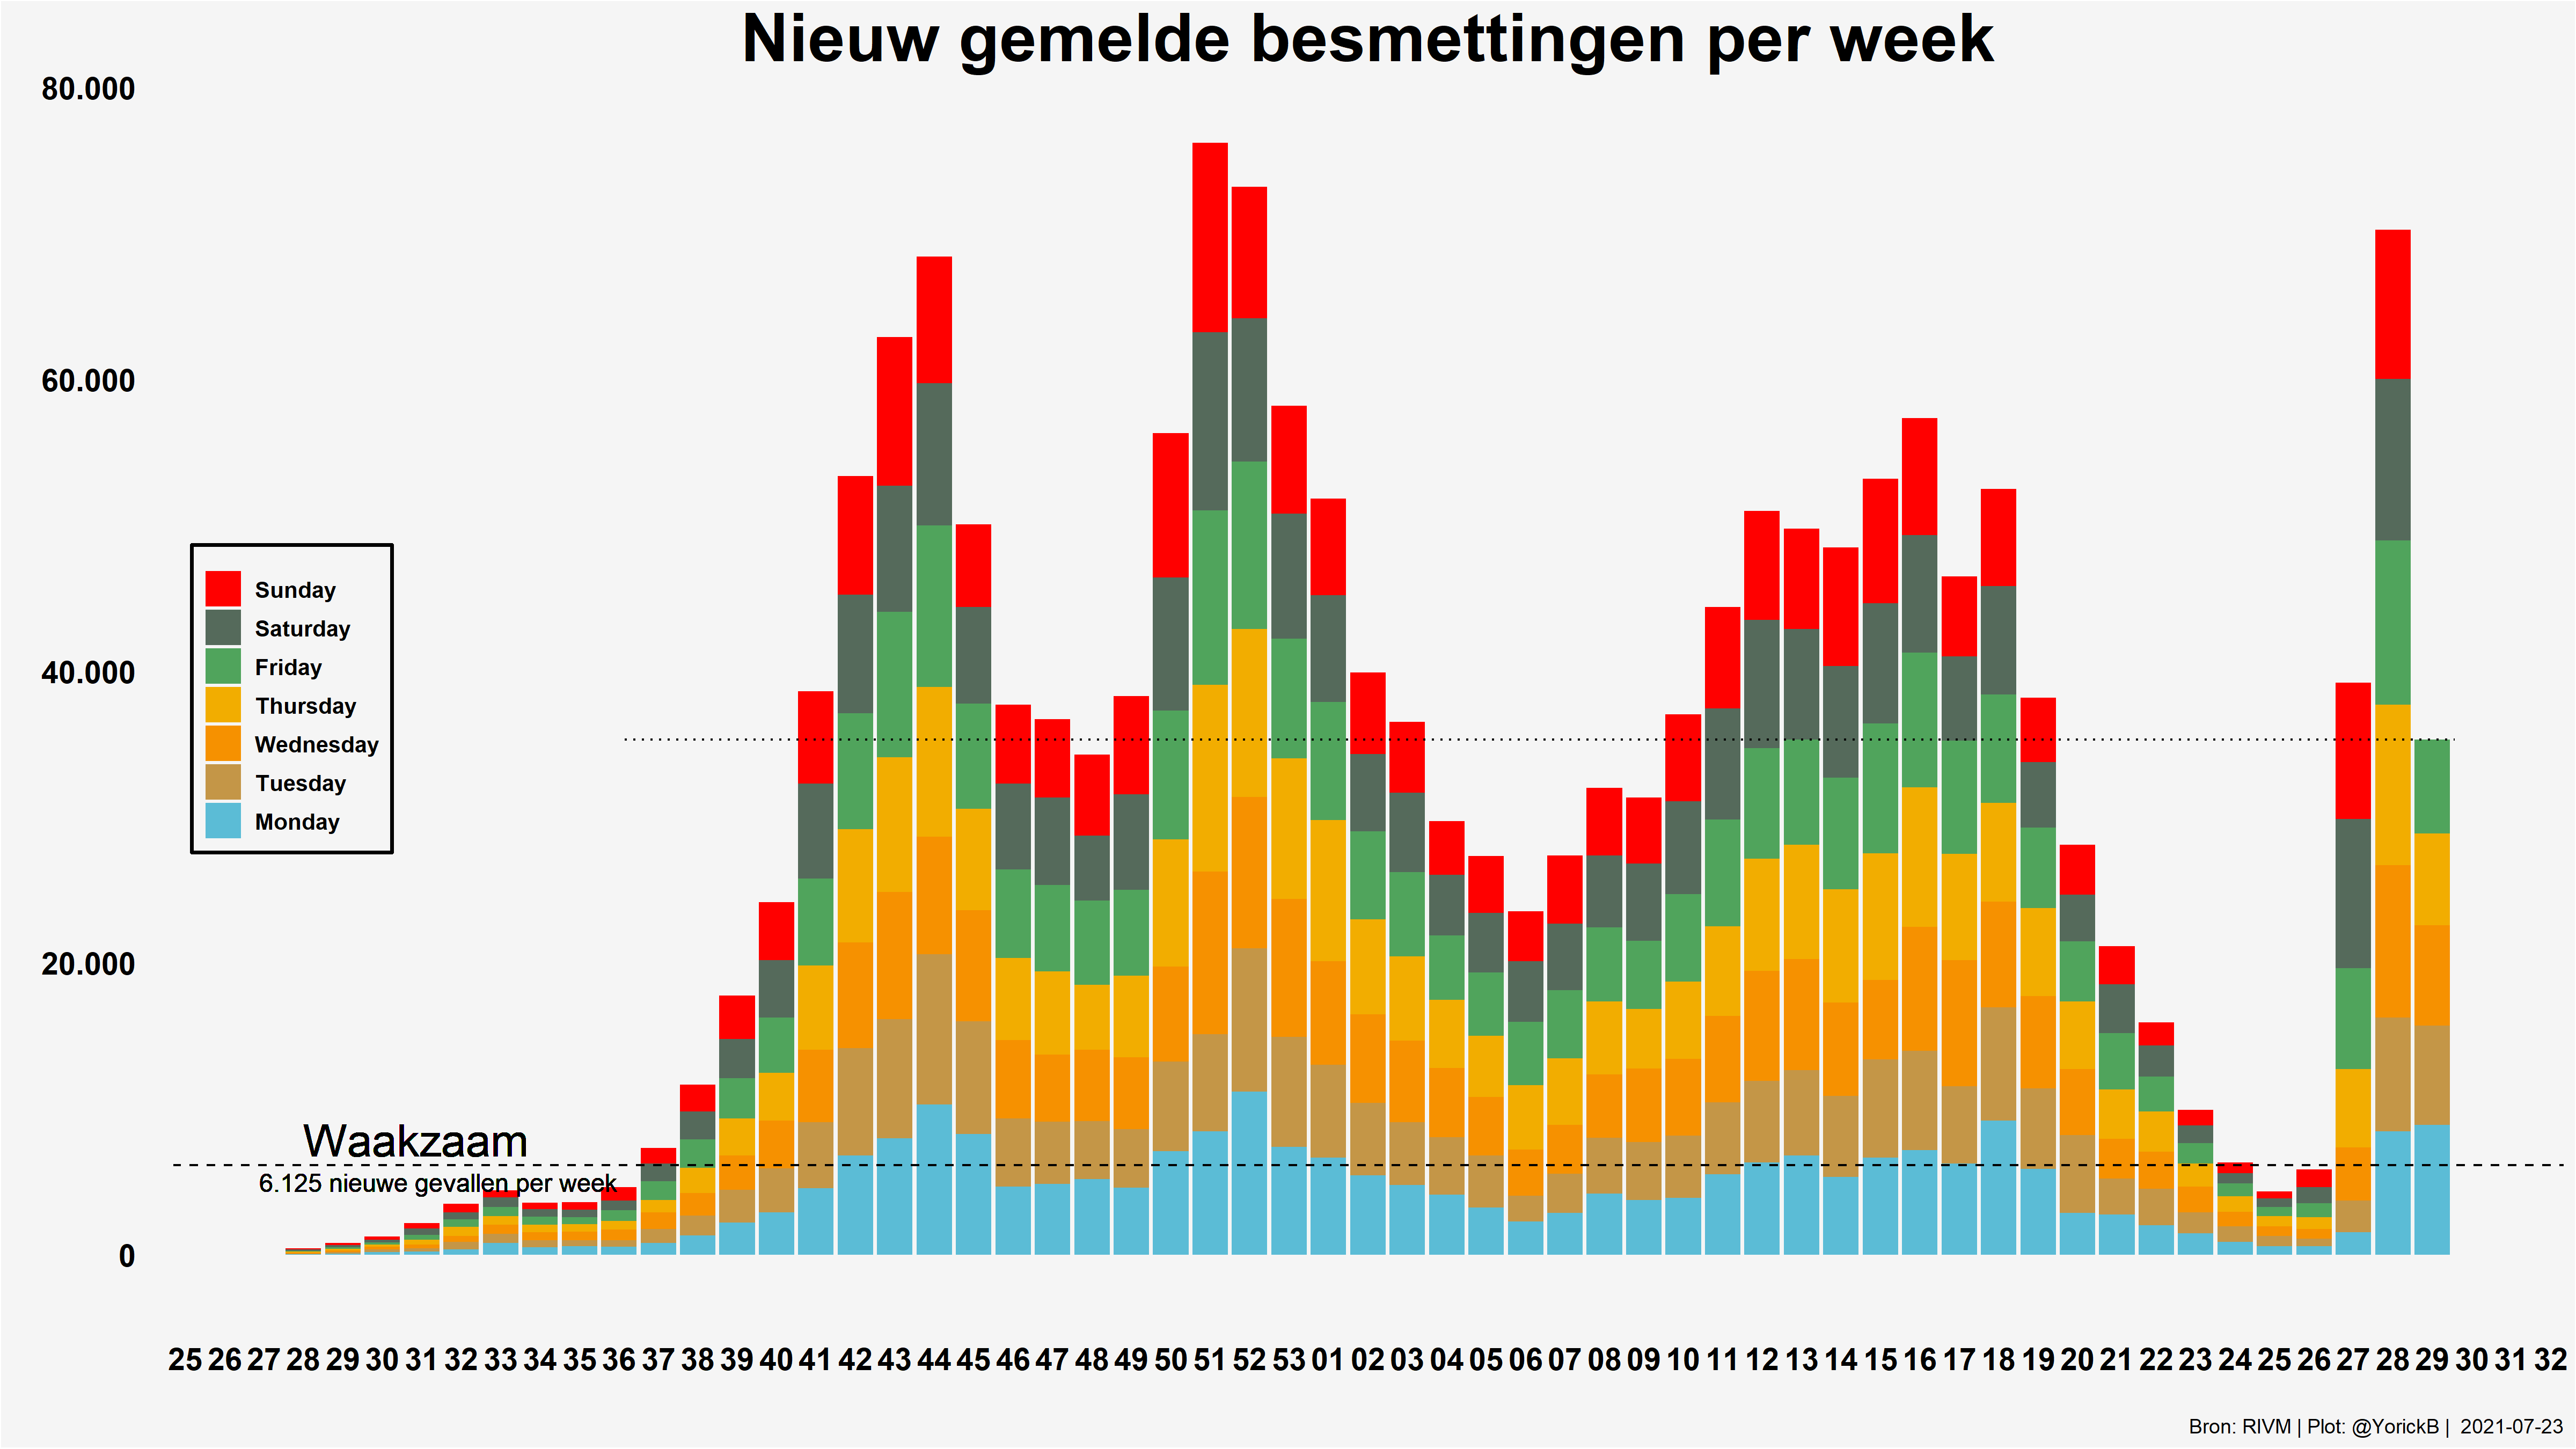 Nieuw gemelde besmettingen per week
80.000
60.000
40.000
20.000
0
Sunday
Saturday
Friday
Thursday
Wednesday
Tuesday
Monday
Waakzaam
6.125 nieuwe gevallen per week
25 26 27 28 29 30 31 32 33 34 35 36 37 38 39 40 41 42 43 44 45 46 47 48 49 50 51 52 53 01 02 03 04 05 06 07 08 09 10 11 12 13 14 15 16 17 18 19 20 21 22 23 24 25 26 27 28 29 30 31 32
Bron: RIVM | Plot: @YorickB | 2021-07-23